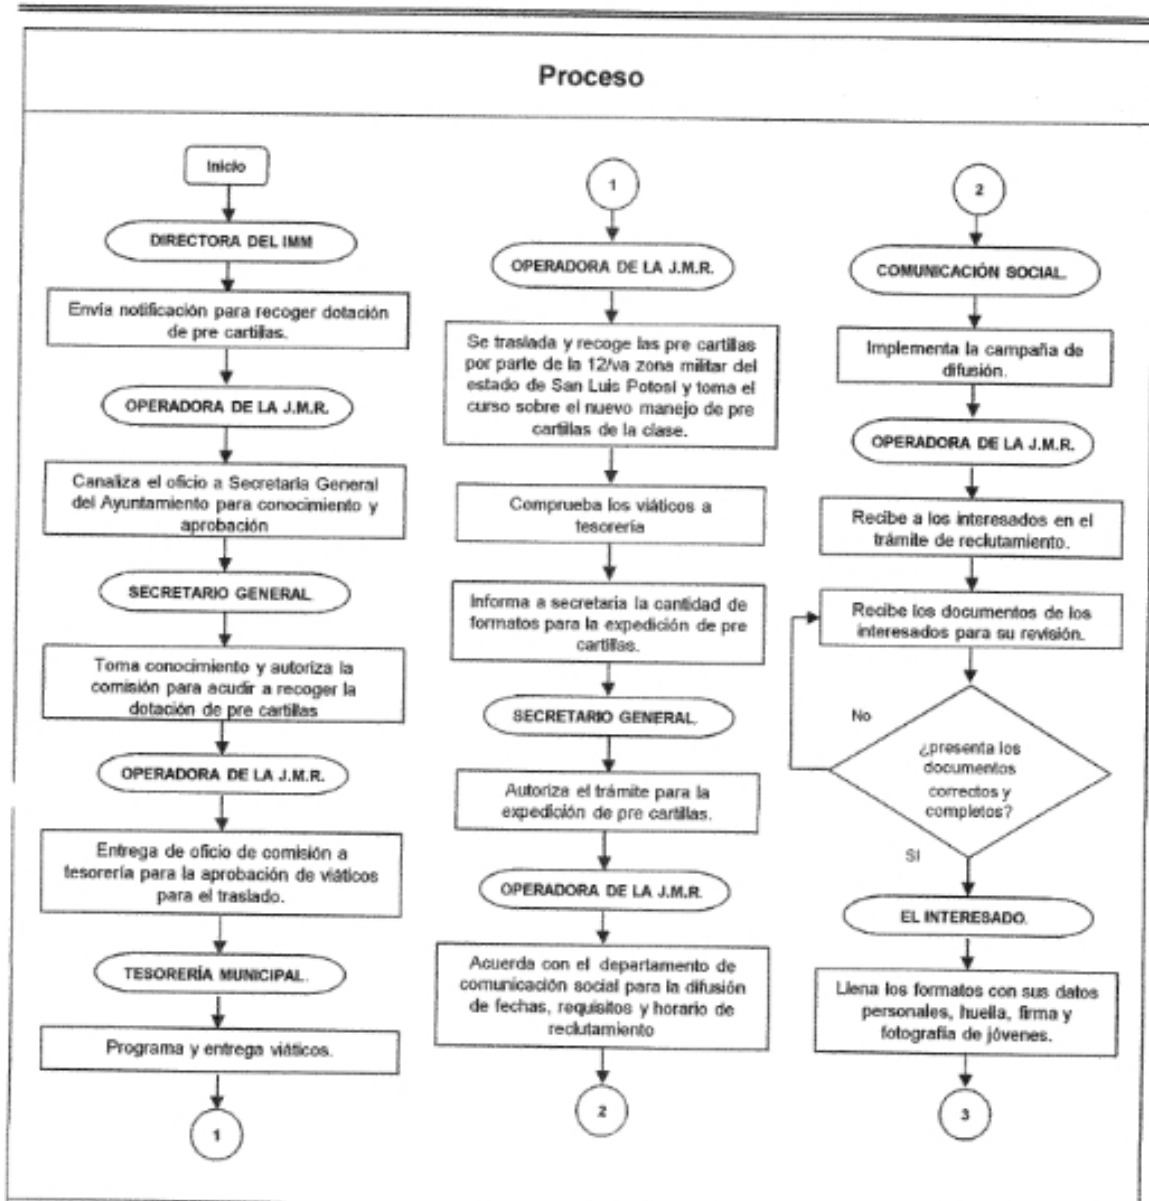 Proceso
Inicio
DIRECTORA DEL IMM
Envía notificación para recoger dotación
de pre cartillas.
OPERADORA DE LA J.M.R.
Canaliza el oficio a Secretaria General
del Ayuntamiento para conocimiento y
aprobación
SECRETARIO GENERAL.
Toma conocimiento y autoriza la
comisión para acudir a recoger la
dotación de pre cartillas
OPERADORA DE LA J.M.R.
Entrega de oficio de comisión a
tesorería para la aprobación de viáticos
para el traslado.
TESORERÍA MUNICIPAL.
Programa y entrega viáticos.
1
1
OPERADORA DE LA J.M.R.
Se traslada y recoge las pre cartillas
por parte de la 12/va zona militar del
estado de San Luis Potosí y toma el
curso sobre el nuevo manejo de pre
cartillas de la clase.
Comprueba los viáticos a
tesorería
Informa a secretaria la cantidad de
formatos para la expedición de pre
cartillas.
SECRETARIO GENERAL.
Autoriza el trámite para la
expedición de pre cartillas.
OPERADORA DE LA J.M.R.
Acuerda con el departamento de
comunicación social para la difusión
de fechas, requisitos y horario de
reclutamiento
2
2
COMUNICACIÓN SOCIAL.
Implementa la campaña de
difusión.
OPERADORA DE LA J.M.R.
Recibe a los interesados en el
trámite de reclutamiento.
Recibe los documentos de los
interesados para su revisión.
No
¿presenta los
documentos
correctos y
completos?
SI
EL INTERESADO.
Llena los formatos con sus datos
personales, huella, firma y
fotografía de jóvenes.
3